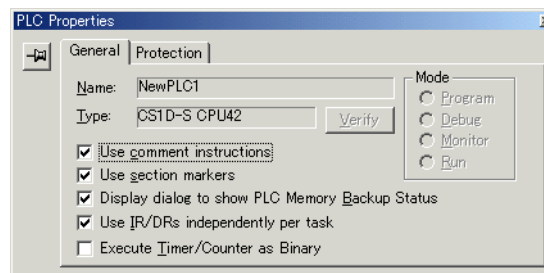 PLC Properties
General Protection
Name: NewPLC1
Type: CS1D-S CPU42 Verify
Mode
Program
Debug
Monitor
Run
Use comment instructions
Use section markers
Display dialog to show PLC Memory Backup Status
Use IR/DRs independently per task
Execute Timer/Counter as Binary